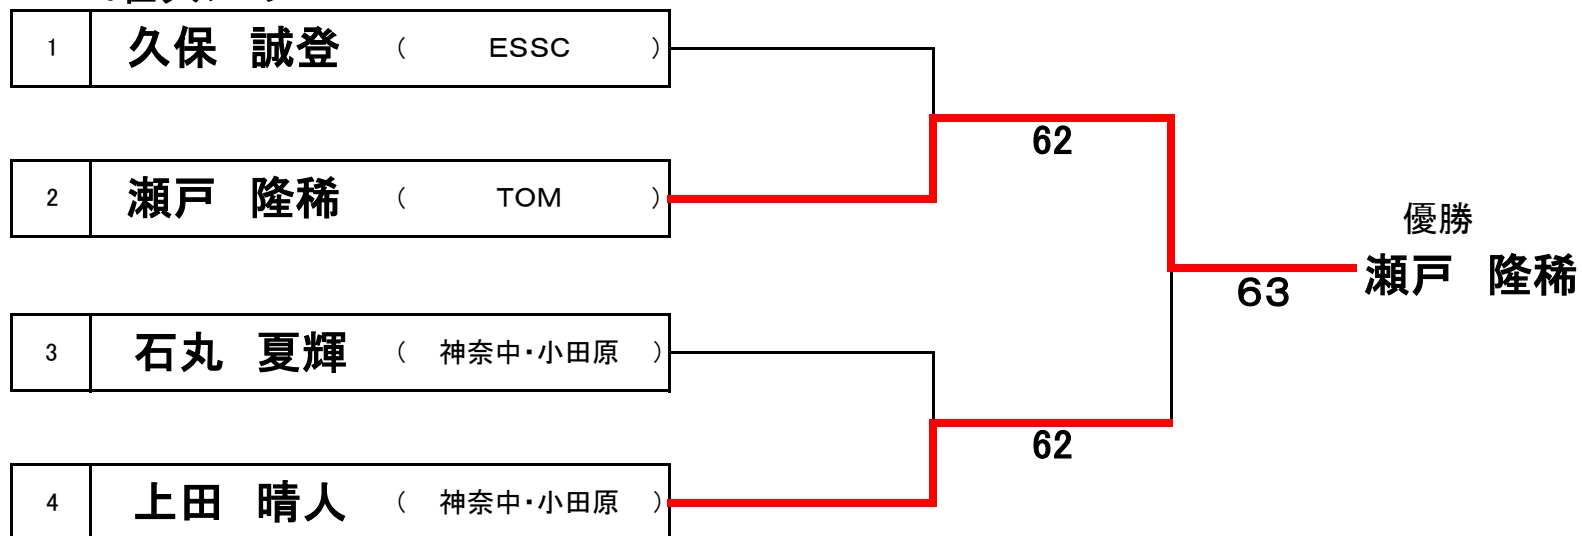 1 久保 誠登 ( ESSC )
62
2 瀬戸 隆稀 ( TOM )
優勝
瀬戸 隆稀
63
3 石丸 夏輝 ( 神奈中・小田原 )
62
4 上田 晴人 ( 神奈中・小田原 )